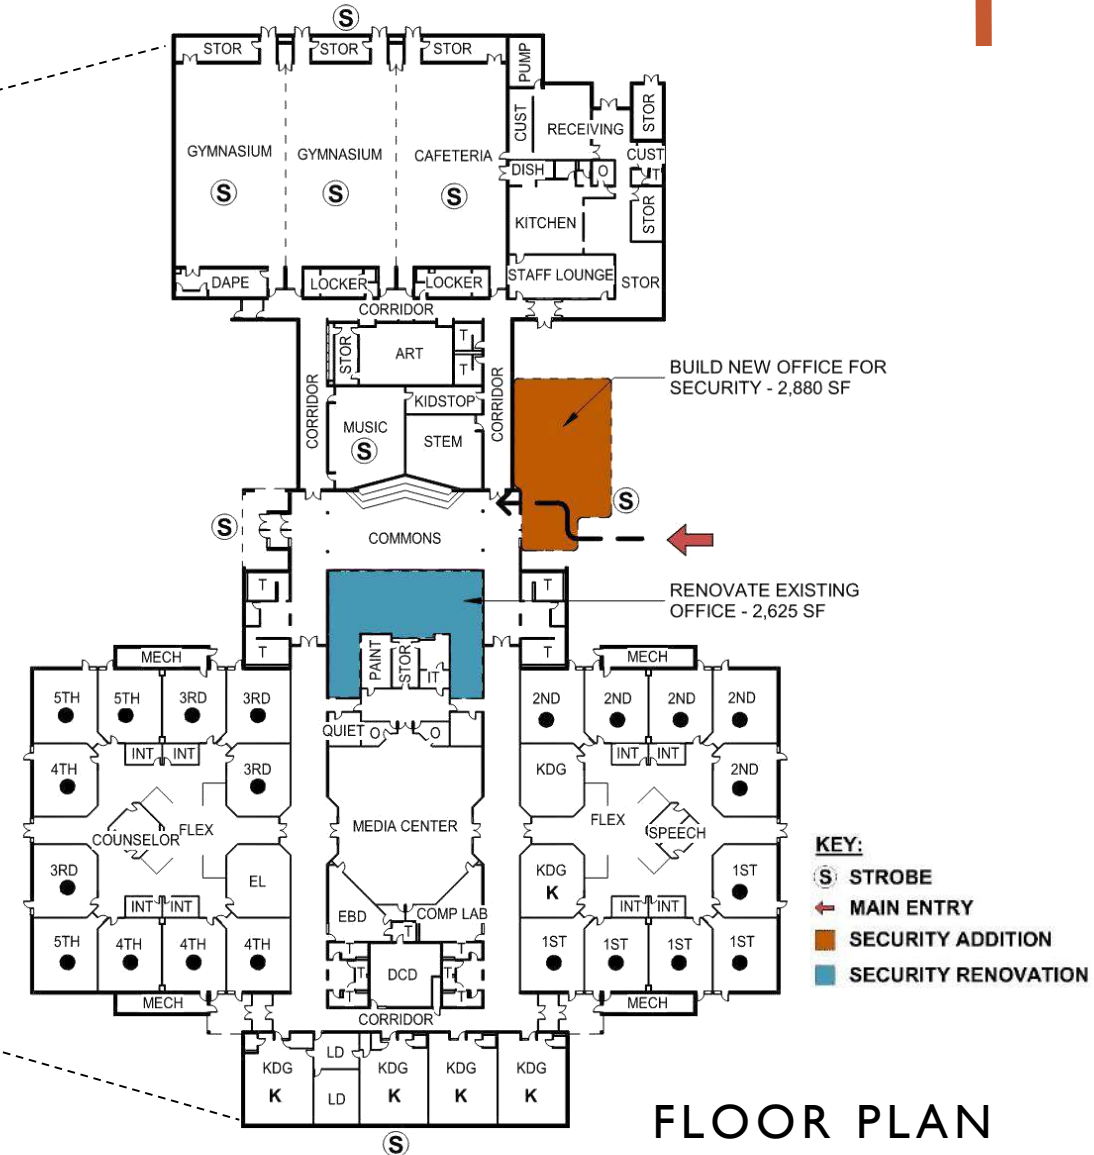 S
STOR
STOR
STOR
PUMP
CUST
RECEIVING
STOR
GYMNASIUM
GYMNASIUM
CAFETERIA
CUST
DISH
O
T
S
S
S
KITCHEN
STOR
DAPE
LOCKER
LOCKER
STAFF LOUNGE
STOR
CORRIDOR
STOR
ART
T
T
CORRIDOR
CORRIDOR
KIDSTOP
MUSIC
STEM
S
BUILD NEW OFFICE FOR
SECURITY - 2,880 SF
S
S
COMMONS
RENOVATE EXISTING
OFFICE - 2,625 SF
T
T
T
T
PAINT
STOR
IT
MECH
MECH
5TH
5TH
3RD
3RD
2ND
2ND
2ND
2ND
QUIET
O
O
INT
INT
INT
INT
4TH
3RD
KDG
2ND
COUNSELOR
FLEX
MEDIA CENTER
FLEX
SPEECH
3RD
EL
KDG
K
1ST
INT
INT
INT
INT
EBD
COMP LAB
T
5TH
4TH
4TH
4TH
1ST
1ST
1ST
1ST
T
T
T
DCD
T
T
T
MECH
MECH
CORRIDOR
KDG
K
LD
LD
KDG
K
KDG
K
KDG
K
S
KEY:
S STROBE
MAIN ENTRY
SECURITY ADDITION
SECURITY RENOVATION
FLOOR PLAN